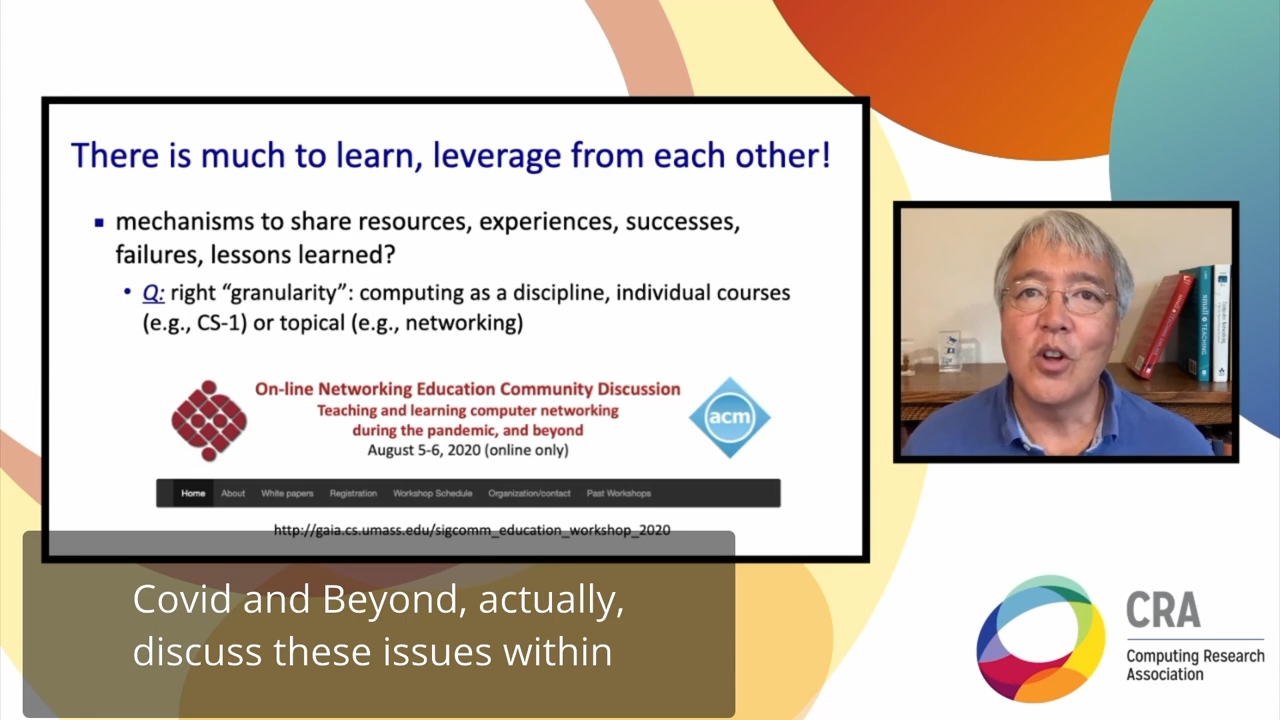 There is much to learn, leverage from each other!
mechanisms to share resources, experiences, successes,
failures, lessons learned?
Q: right “granularity”: computing as a discipline, individual courses
(e.g., CS-1) or topical (e.g., networking)
On-line Networking Education Community Discussion
Teaching and learning computer networking
during the pandemic, and beyond
August 5-6, 2020 (online only)
acm
Home About White papers Registration Workshop Schedule Organization/contact Past Workshops
http://gaia.cs.umass.edu/sigcomm_education_workshop_2020
Covid and Beyond, actually,
discuss these issues within
small TEACHING
CRA
Computing Research
Association